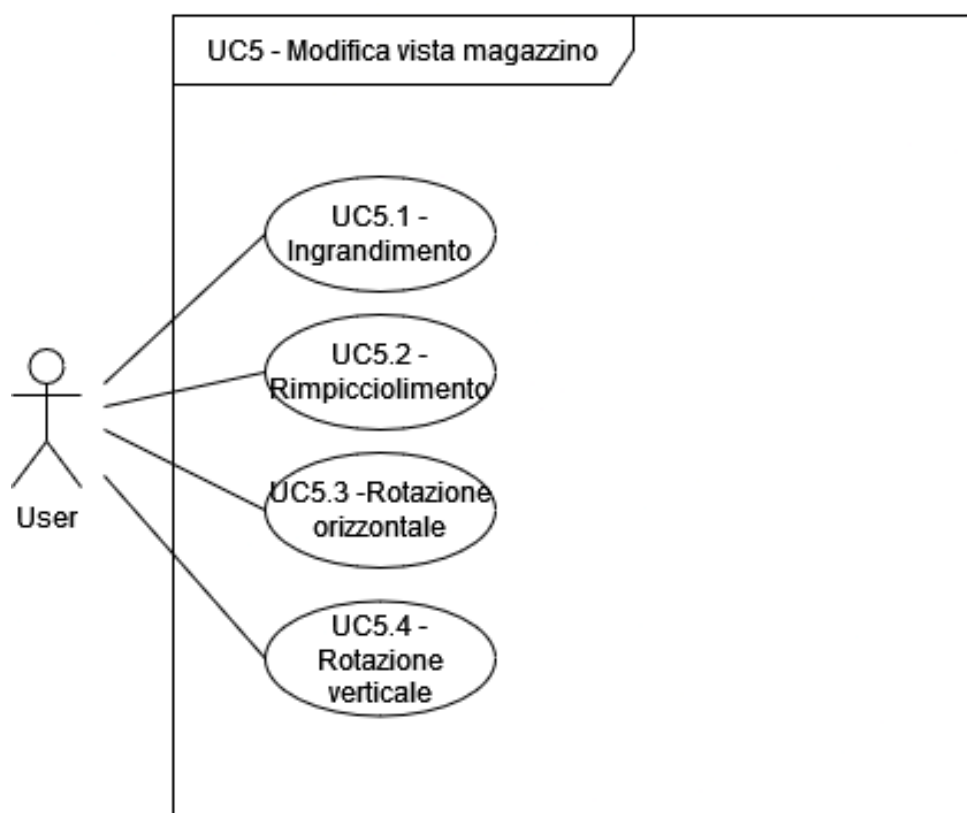 UC5 - Modifica vista magazzino
UC5.1 -
Ingrandimento
UC5.2 -
Rimpicciolimento
UC5.3 -Rotazione
orizzontale
User
UC5.4 -
Rotazione
verticale